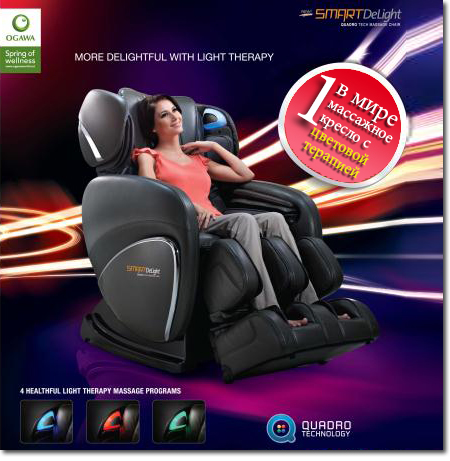 OGAWA
Spring of
wellness
SMARTDeLight
QUADRO TECH MASSAGE CHAIR
MORE DELIGHTFUL WITH LIGHT THERAPY
1 в мире
массажное
кресло с
цветовой
терапией
SMARTDeLight
4 HEALTHFUL LIGHT THERAPY MASSAGE PROGRAMS
QUADRO
TECHNOLOGY